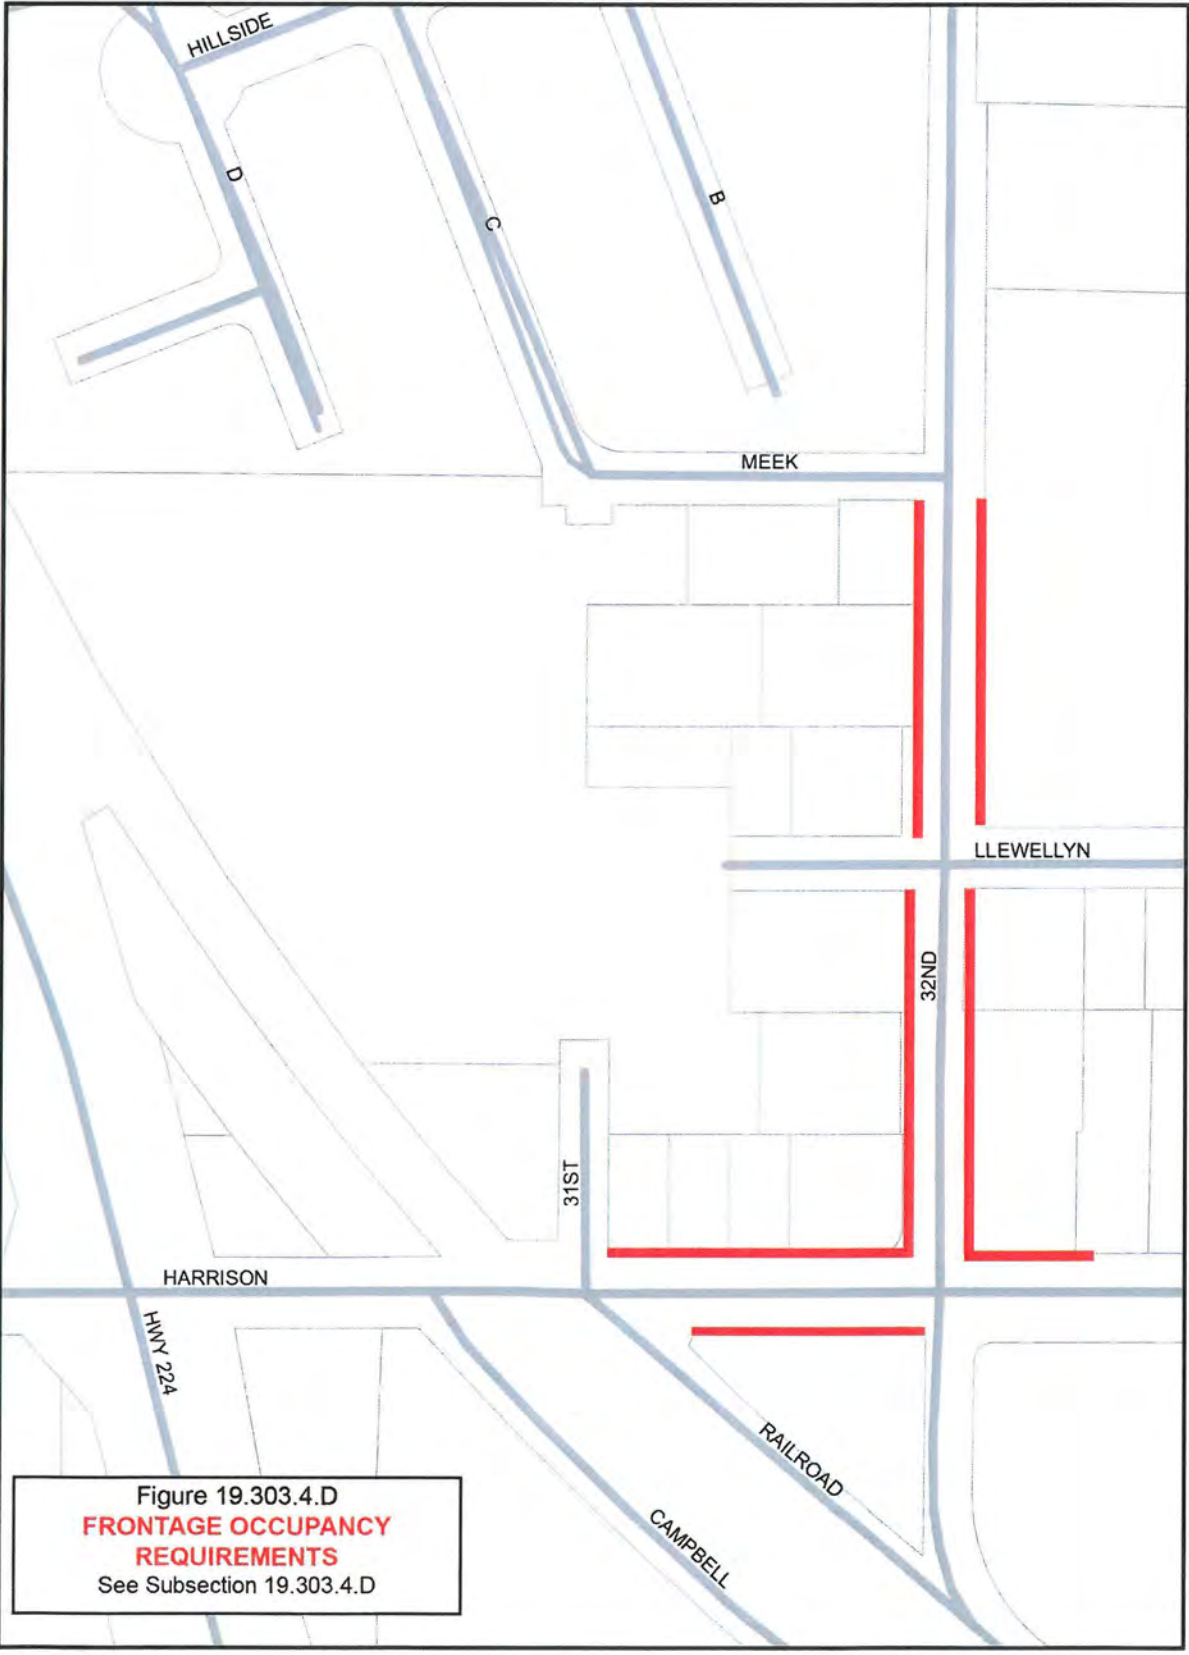 HILLSIDE
D
C
B
MEEK
LLEWELLYN
32ND
31ST
HARRISON
HWY 224
RAILROAD
CAMPBELL
Figure 19.303.4.D
FRONTAGE OCCUPANCY
REQUIREMENTS
See Subsection 19.303.4.D